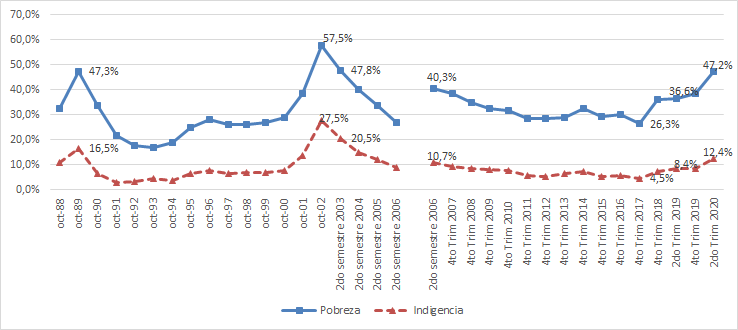 70,0%
60,0%
50,0%
40,0%
30,0%
20,0%
10,0%
0,0%
47,3%
57,5%
47,8%
40,3%
26,3%
36,6%
47,2%
16,5%
27,5%
20,5%
10,7%
4,5%
8,4%
12,4%
oct-88
oct-89
oct-90
oct-91
oct-92
oct-93
oct-94
oct-95
oct-96
oct-97
oct-98
oct-99
oct-00
oct-01
oct-02
2do semestre 2003
2do semestre 2004
2do semestre 2005
2do semestre 2006
2do semestre 2006
4to Trim 2007
4to Trim 2008
4to Trim 2009
4to Trim 2010
4to Trim 2011
4to Trim 2012
4to Trim 2013
4to Trim 2014
4to Trim 2015
4to Trim 2016
4to Trim 2017
4to Trim 2018
2do Trim 2019
4to Trim 2019
2do Trim 2020
Pobreza
Indigencia